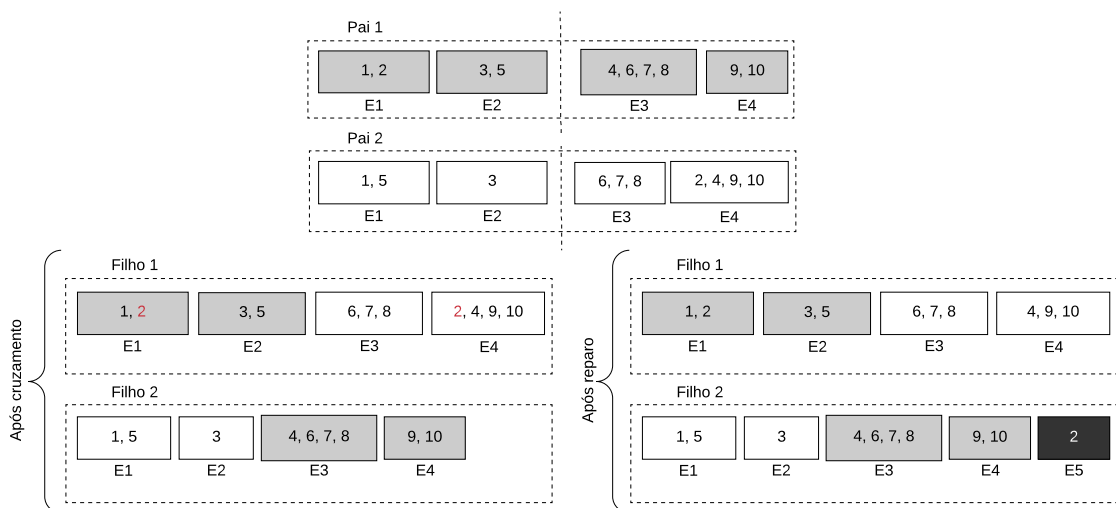 Pai 1
1, 2
3, 5
4, 6, 7, 8
9, 10
E1
E2
E3
E4
Pai 2
1, 5
3
6, 7, 8
2, 4, 9, 10
E1
E2
E3
E4
Após cruzamento
Filho 1
1, 2
3, 5
6, 7, 8
2, 4, 9, 10
E1
E2
E3
E4
Filho 2
1, 5
3
4, 6, 7, 8
9, 10
E1
E2
E3
E4
Após reparo
Filho 1
1, 2
3, 5
6, 7, 8
4, 9, 10
E1
E2
E3
E4
Filho 2
1, 5
3
4, 6, 7, 8
9, 10
2
E1
E2
E3
E4
E5